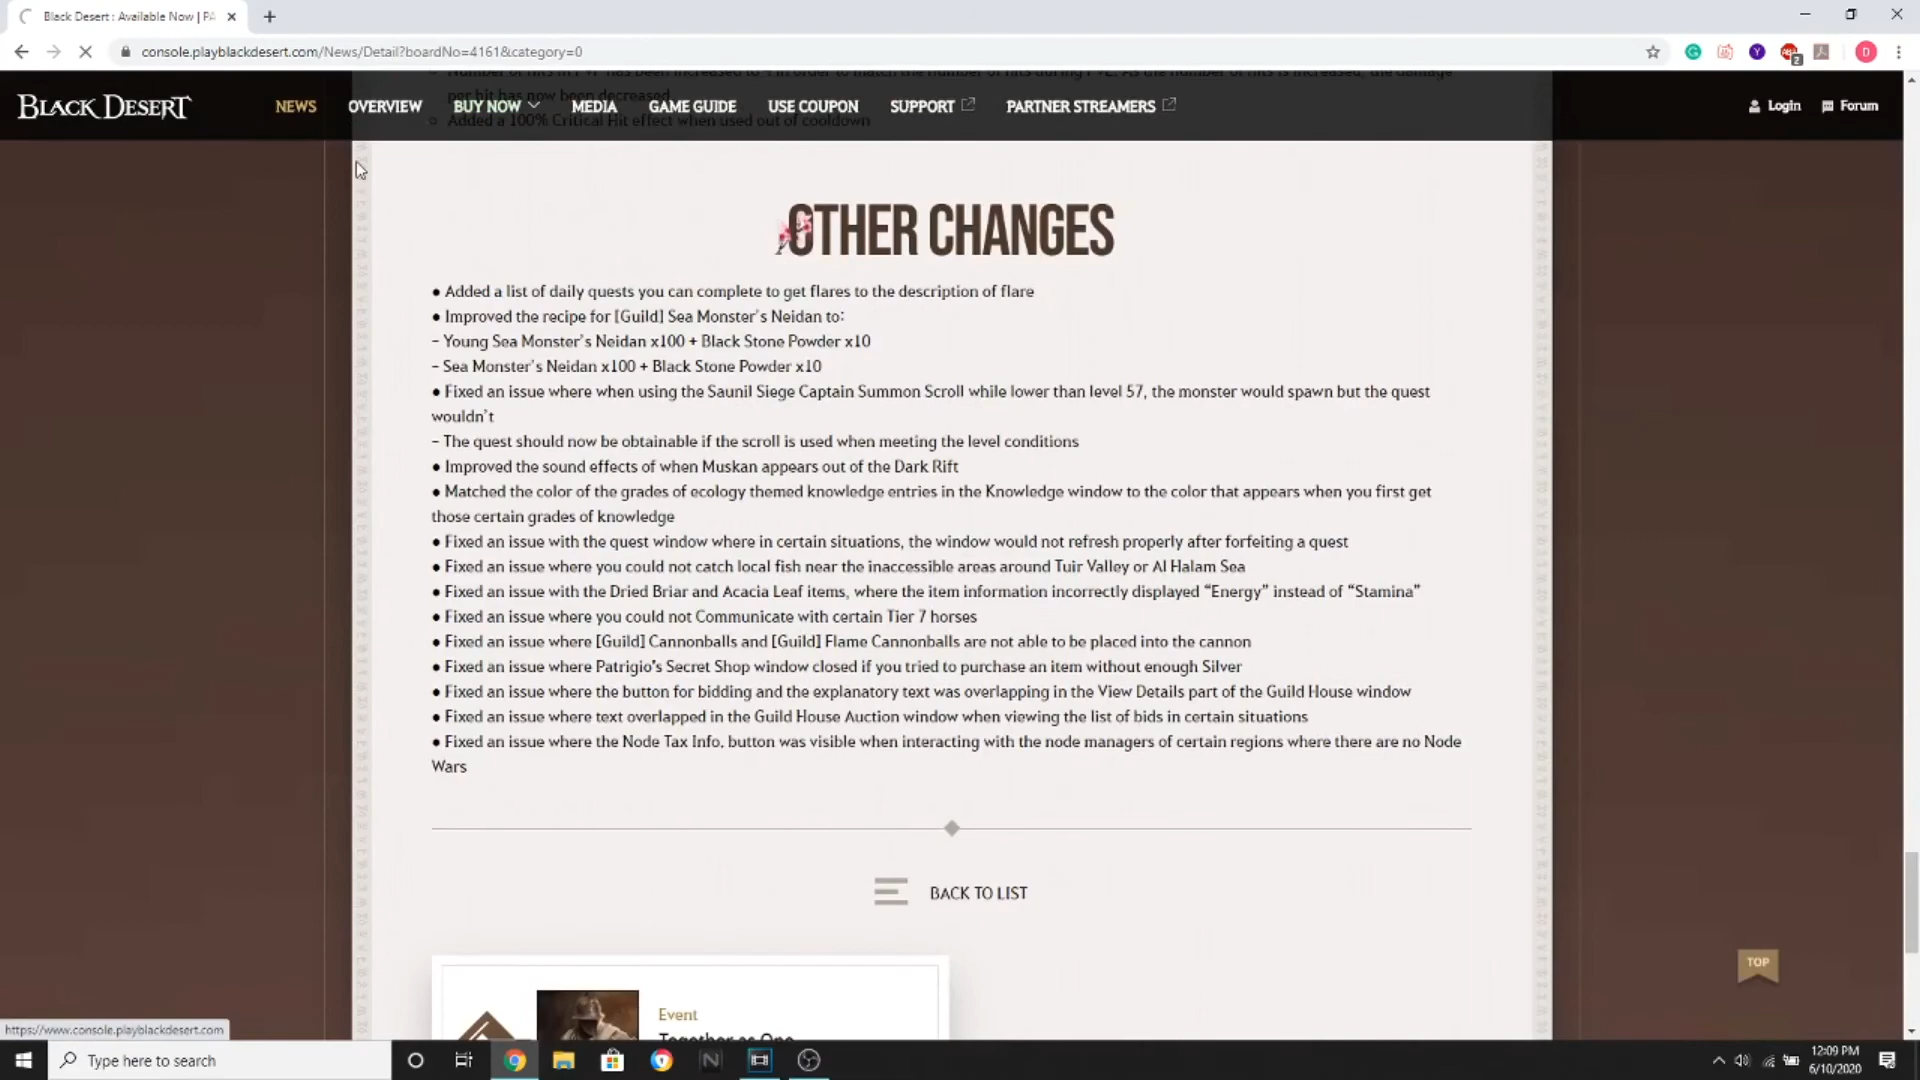 Black Desert : Available Now | PA
console.playblackdesert.com/News/Detail?boardNo=4161&category=0
BLACK DESERT NEWS OVERVIEW BUY NOW MEDIA GAME GUIDE USE COUPON SUPPORT PARTNER STREAMERS Login Forum
per hit has now been decreased
Added a 100% Critical Hit effect when used out of cooldown
OTHER CHANGES
● Added a list of daily quests you can complete to get flares to the description of flare
● Improved the recipe for [Guild] Sea Monster's Neidan to:
– Young Sea Monster's Neidan x100 + Black Stone Powder x10
– Sea Monster's Neidan x100 + Black Stone Powder x10
● Fixed an issue where when using the Saunil Siege Captain Summon Scroll while lower than level 57, the monster would spawn but the quest
wouldn't
– The quest should now be obtainable if the scroll is used when meeting the level conditions
● Improved the sound effects of when Muskan appears out of the Dark Rift
● Matched the color of the grades of ecology themed knowledge entries in the Knowledge window to the color that appears when you first get
those certain grades of knowledge
● Fixed an issue with the quest window where in certain situations, the window would not refresh properly after forfeiting a quest
● Fixed an issue where you could not catch local fish near the inaccessible areas around Tuir Valley or Al Halam Sea
● Fixed an issue with the Dried Briar and Acacia Leaf items, where the item information incorrectly displayed “Energy” instead of “Stamina”
● Fixed an issue where you could not Communicate with certain Tier 7 horses
● Fixed an issue where [Guild] Cannonballs and [Guild] Flame Cannonballs are not able to be placed into the cannon
● Fixed an issue where Patrigio's Secret Shop window closed if you tried to purchase an item without enough Silver
● Fixed an issue where the button for bidding and the explanatory text was overlapping in the View Details part of the Guild House window
● Fixed an issue where text overlapped in the Guild House Auction window when viewing the list of bids in certain situations
● Fixed an issue where the Node Tax Info. button was visible when interacting with the node managers of certain regions where there are no Node
Wars
BACK TO LIST
TOP
Event
Together as One
https://www.console.playblackdesert.com
Type here to search
12:09 PM
6/10/2020